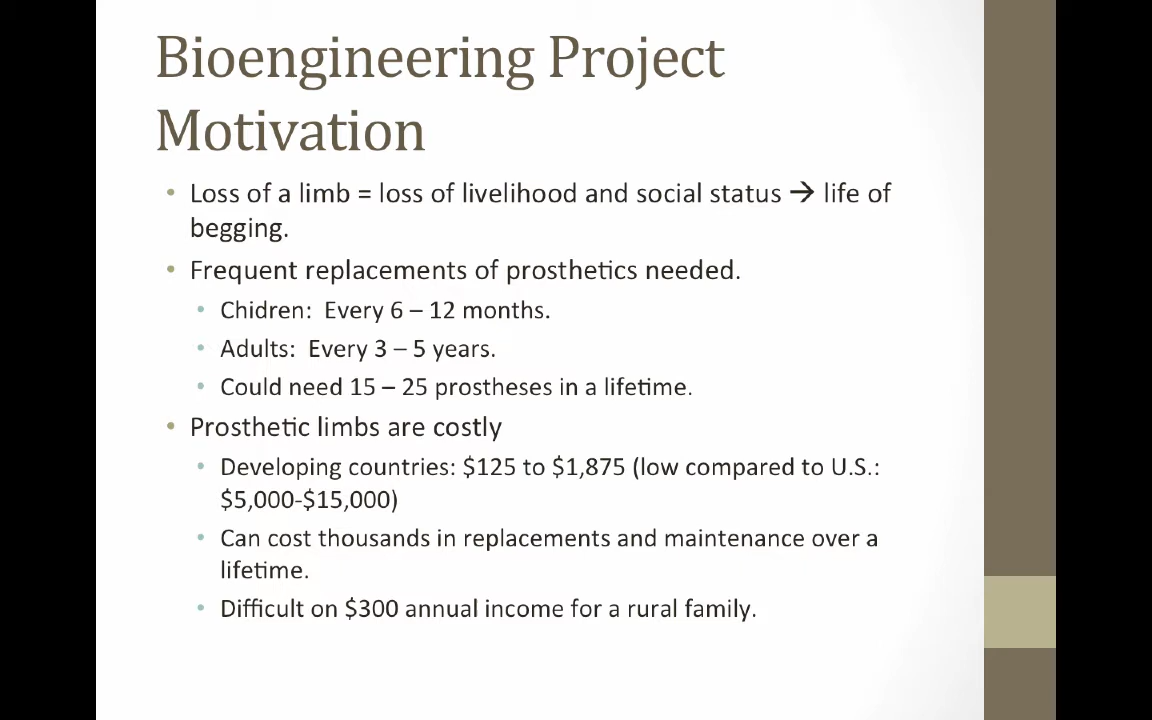 Bioengineering Project
Motivation
• Loss of a limb = loss of livelihood and social status → life of
begging.
• Frequent replacements of prosthetics needed.
• Chidren:  Every 6 – 12 months.
• Adults:  Every 3 – 5 years.
• Could need 15 – 25 prostheses in a lifetime.
• Prosthetic limbs are costly
• Developing countries: $125 to $1,875 (low compared to U.S.:
$5,000-$15,000)
• Can cost thousands in replacements and maintenance over a
lifetime.
• Difficult on $300 annual income for a rural family.